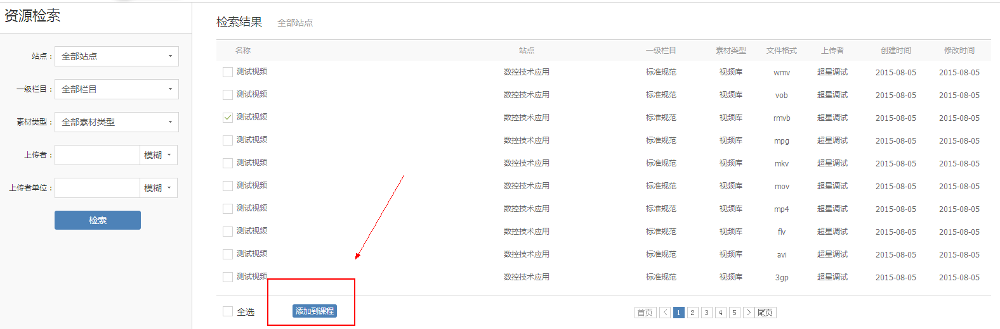 资源检索
站点：全部站点
一级栏目：全部栏目
素材类型：全部素材类型
上传者：模糊
上传者单位：模糊
检索
检索结果 全部站点
名称 站点 一级栏目 素材类型 文件格式 上传者 创建时间 修改时间
测试视频 数控技术应用 标准规范 视频库 wmv 超星调试 2015-08-05 2015-08-05
测试视频 数控技术应用 标准规范 视频库 vob 超星调试 2015-08-05 2015-08-05
测试视频 数控技术应用 标准规范 视频库 rmvb 超星调试 2015-08-05 2015-08-05
测试视频 数控技术应用 标准规范 视频库 mpg 超星调试 2015-08-05 2015-08-05
测试视频 数控技术应用 标准规范 视频库 mkv 超星调试 2015-08-05 2015-08-05
测试视频 数控技术应用 标准规范 视频库 mov 超星调试 2015-08-05 2015-08-05
测试视频 数控技术应用 标准规范 视频库 mp4 超星调试 2015-08-05 2015-08-05
测试视频 数控技术应用 标准规范 视频库 flv 超星调试 2015-08-05 2015-08-05
测试视频 数控技术应用 标准规范 视频库 avi 超星调试 2015-08-05 2015-08-05
测试视频 数控技术应用 标准规范 视频库 3gp 超星调试 2015-08-05 2015-08-05
全选 添加到课程 首页 < 1 2 3 4 5 > 尾页